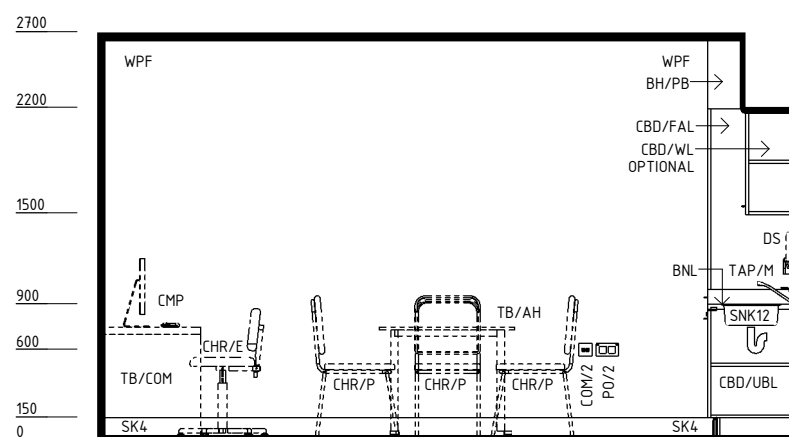 2700
WPF
WPF
BH/PB
2200
CBD/FAL
CBD/WL
OPTIONAL
1500
DS
BNL
TAP/M
900
CMP
TB/AH
SNK12
600
CHR/E
COM/2
PO/2
TB/COM
CHR/P
CHR/P
CHR/P
CBD/UBL
150
SK4
SK4
0